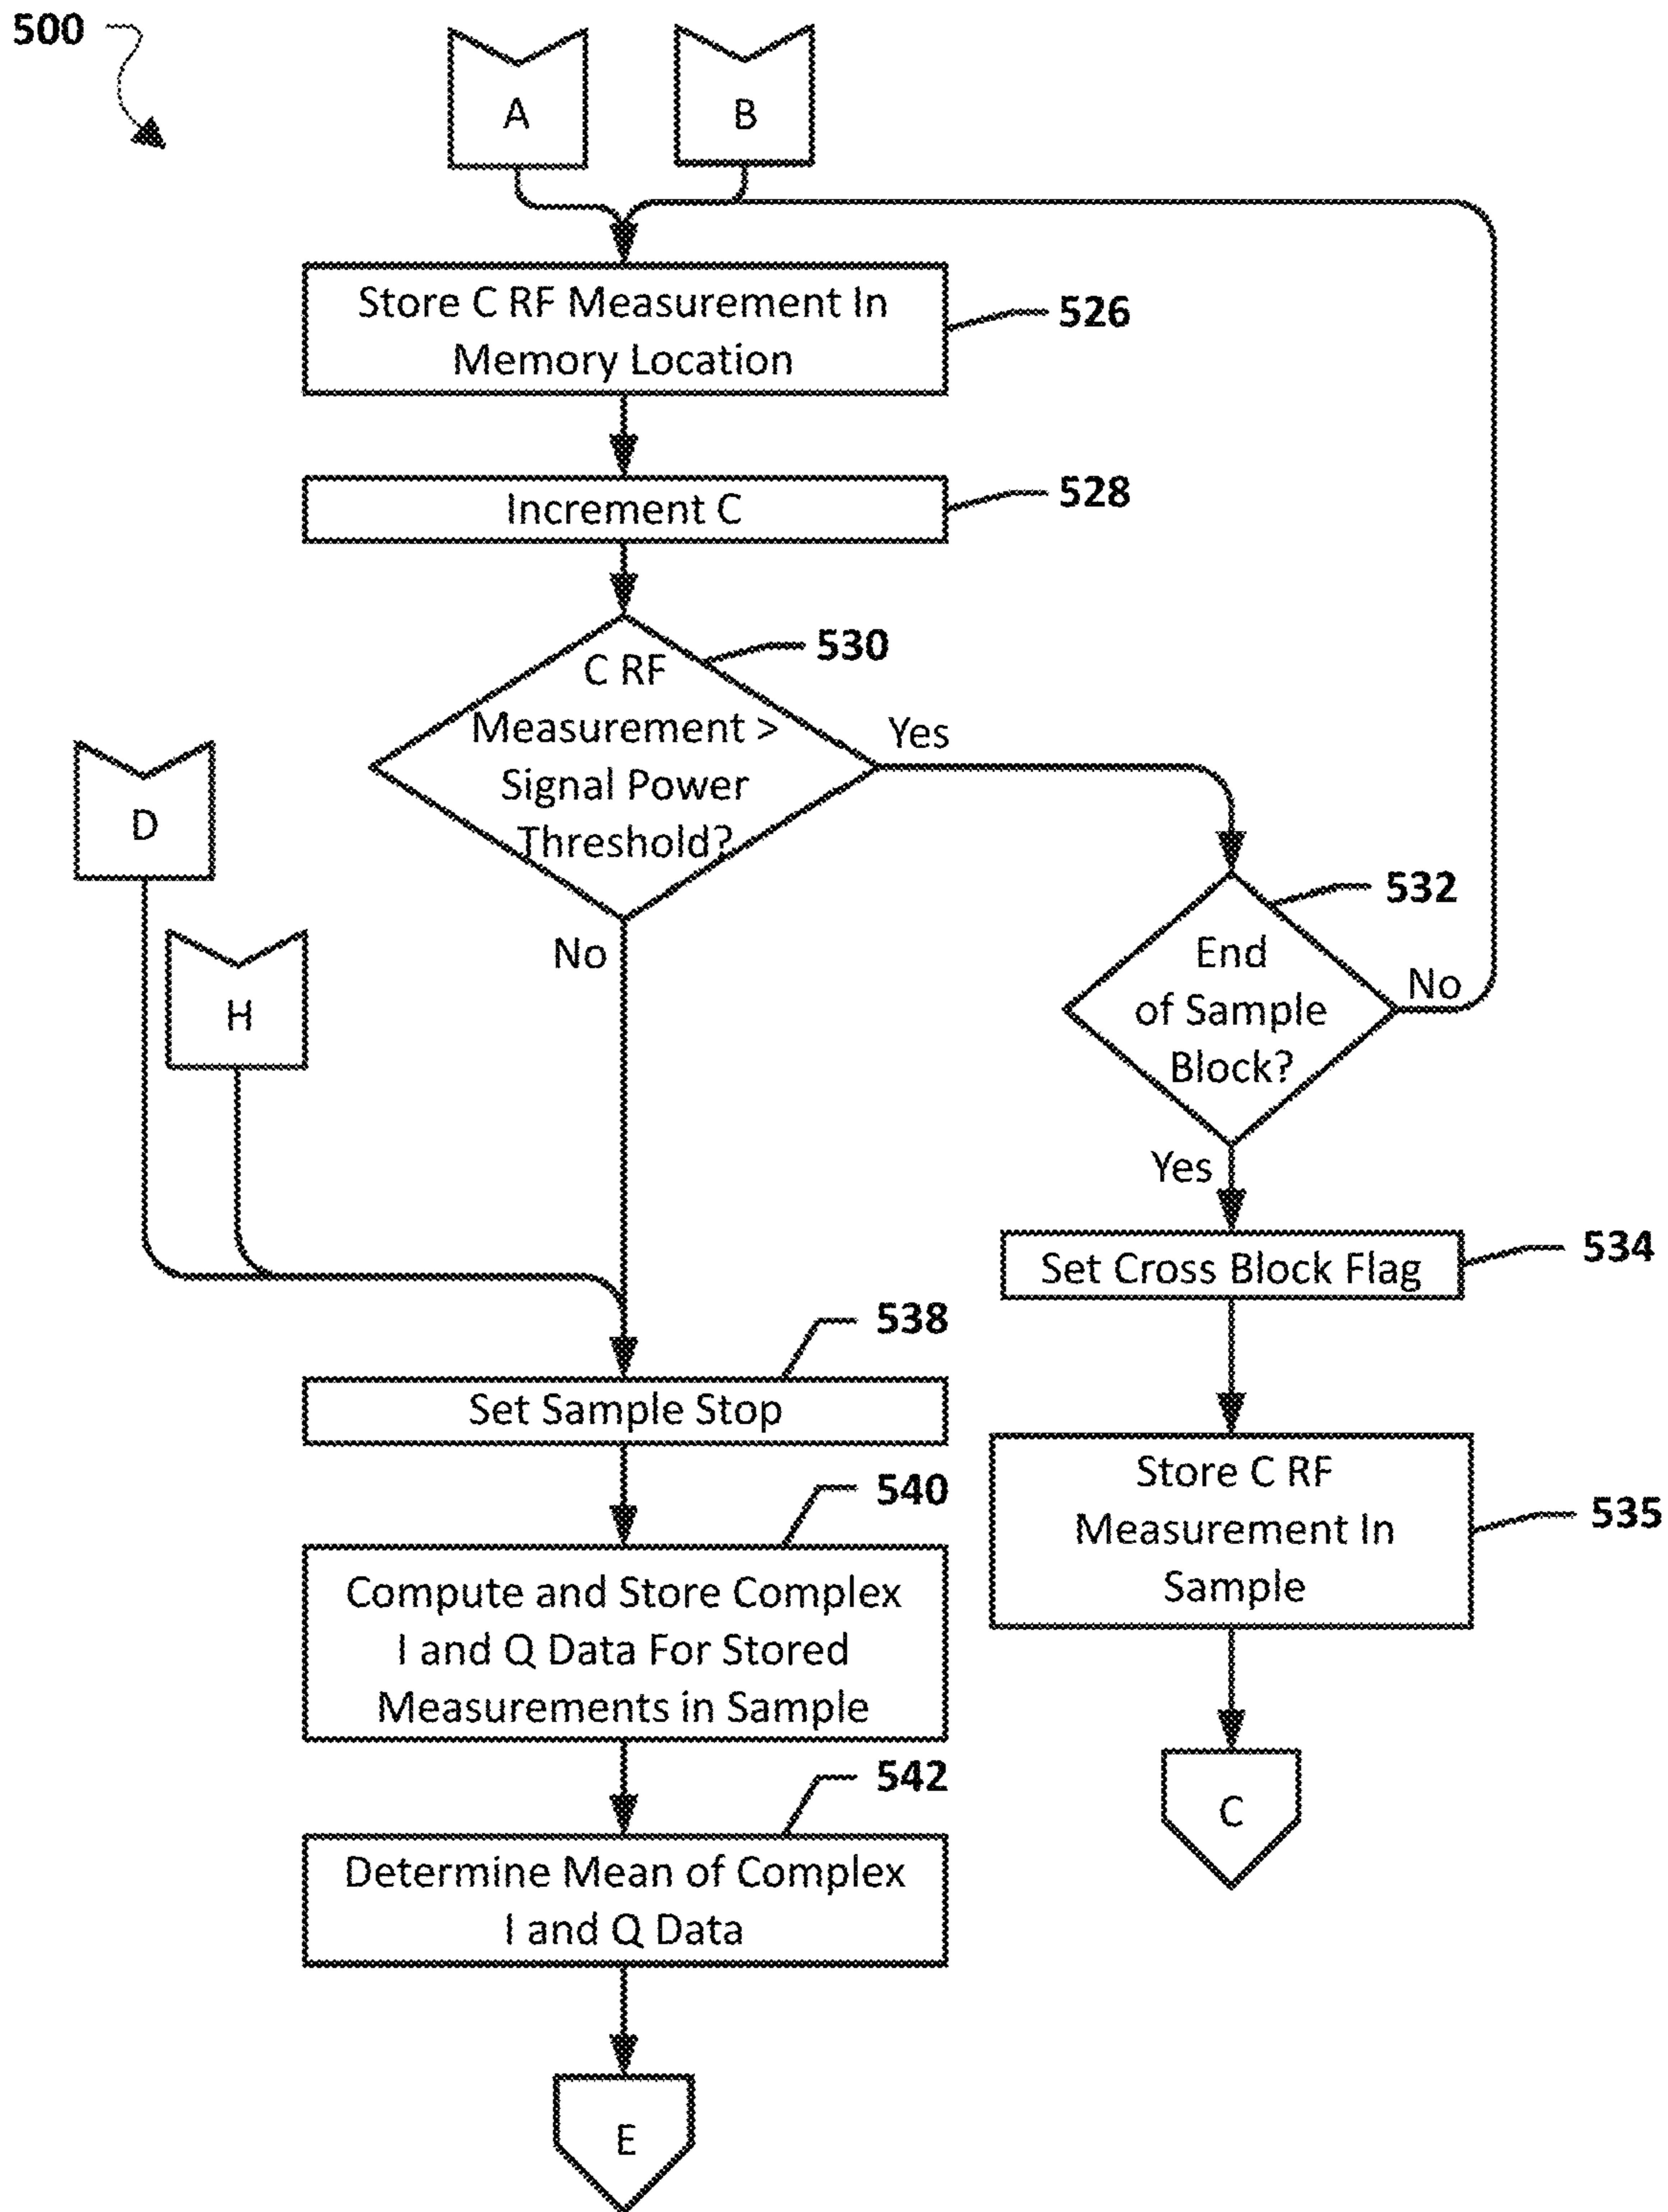 500
A
B
Store C RF Measurement In
Memory Location
526
Increment C
528
530
C RF
Measurement >
Signal Power
Threshold?
Yes
No
D
H
532
End
of Sample
Block?
No
Yes
Set Cross Block Flag
534
538
Set Sample Stop
Store C RF
Measurement In
Sample
535
540
Compute and Store Complex
I and Q Data For Stored
Measurements in Sample
542
Determine Mean of Complex
I and Q Data
C
E